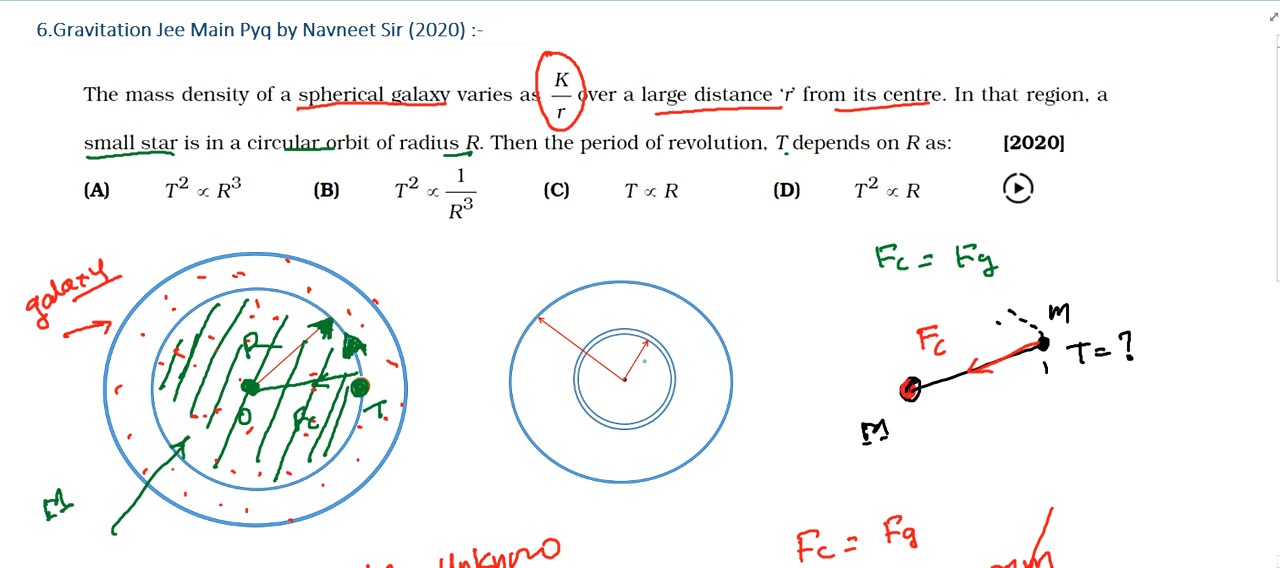 6.Gravitation Jee Main Pyq by Navneet Sir (2020) :-
The mass density of a spherical galaxy varies as K/r over a large distance 'r' from its centre. In that region, a
small star is in a circular orbit of radius R. Then the period of revolution, T depends on R as: [2020]
(A) T² ∝ R³ (B) T² ∝ 1/R³ (C) T ∝ R (D) T² ∝ R
Fc = Fg
galaxy
M
Fc
T = ?
R
O
Fc
T
M
M
Unknown
Fc = Fg